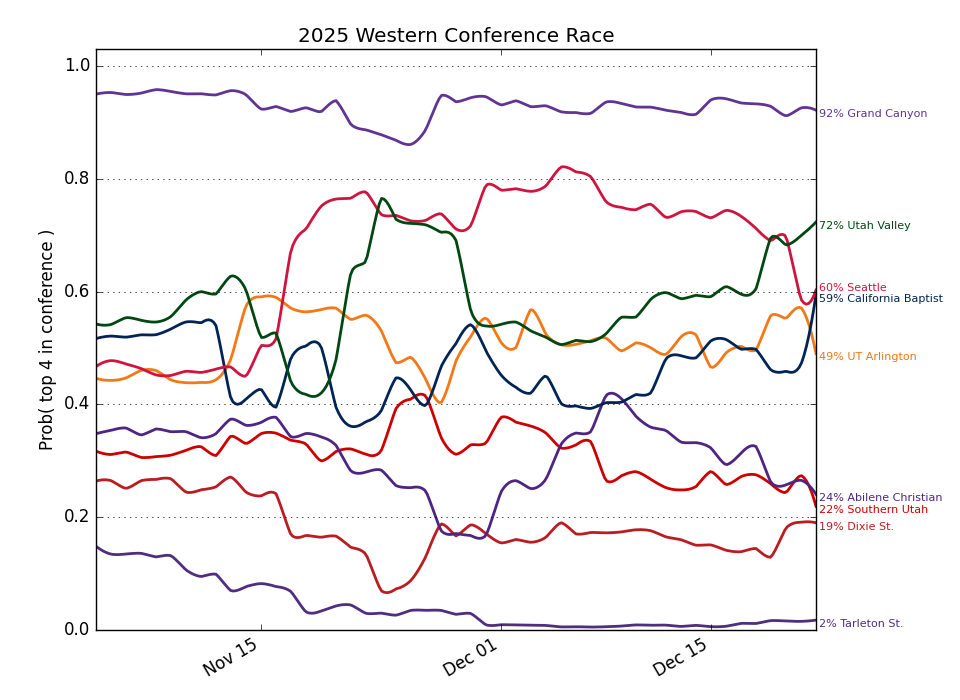 2025 Western Conference Race
Prob( top 4 in conference )
1.0
0.8
0.6
0.4
0.2
0.0
Nov 15
Dec 01
Dec 15
92% Grand Canyon
72% Utah Valley
60% Seattle
59% California Baptist
49% UT Arlington
24% Abilene Christian
22% Southern Utah
19% Dixie St.
2% Tarleton St.